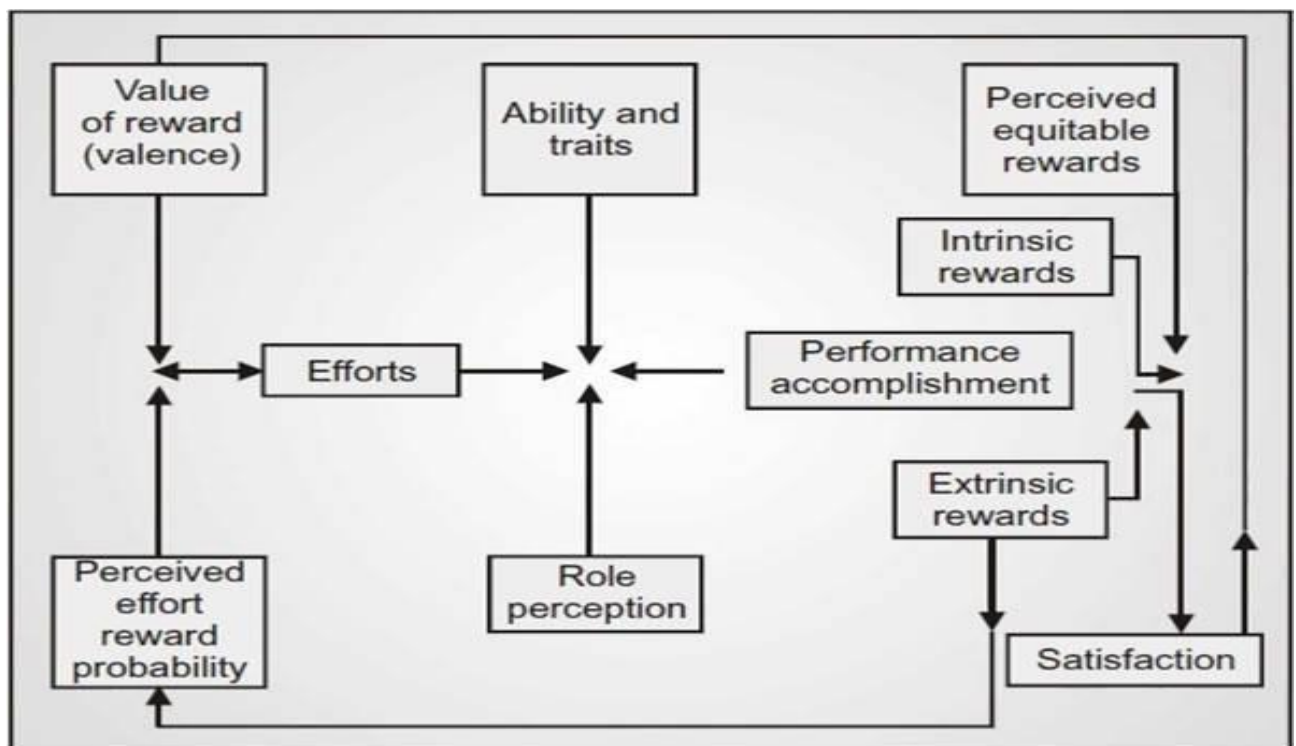 Value
of reward
(valence)
Ability and
traits
Perceived
equitable
rewards
Intrinsic
rewards
Efforts
Performance
accomplishment
Extrinsic
rewards
Perceived
effort
reward
probability
Role
perception
Satisfaction